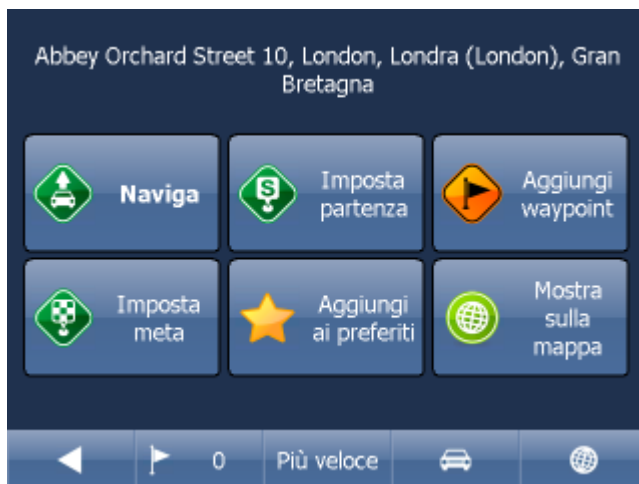 Abbey Orchard Street 10, London, Londra (London), Gran
Bretagna
Naviga
S
Imposta
partenza
Aggiungi
waypoint
Imposta
meta
Aggiungi
ai preferiti
Mostra
sulla
mappa
0
Più veloce